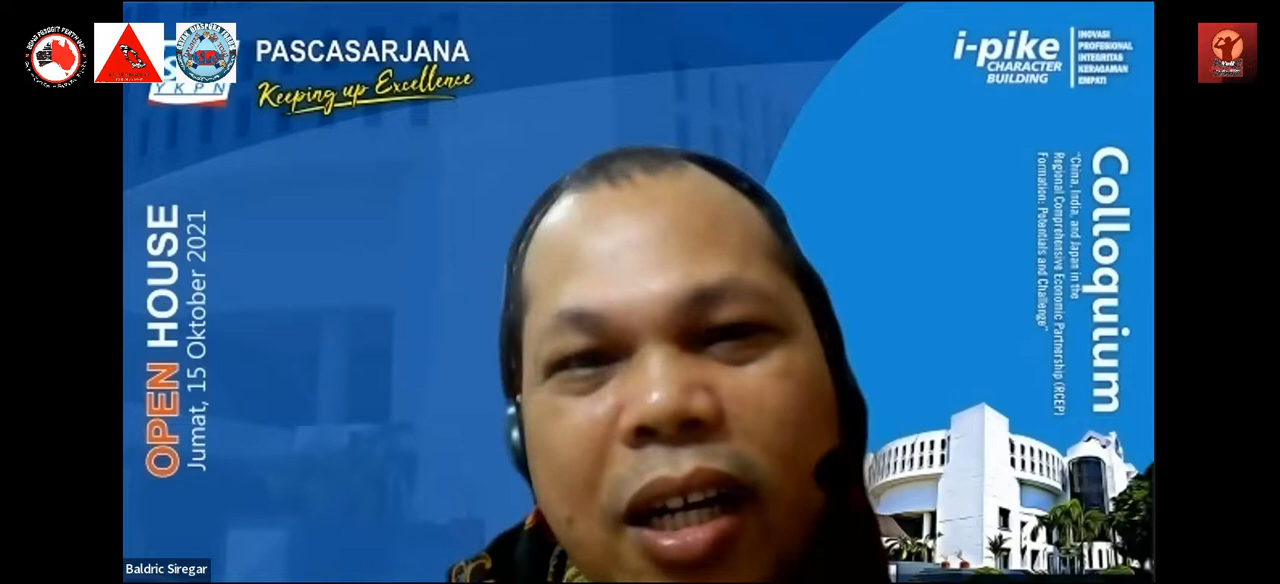 YKPN
PASCASARJANA
Keeping up Excellence
i-pike
CHARACTER
BUILDING
INOVASI
PROFESIONAL
INTEGRITAS
KERAGAMAN
EMPATI
OPEN HOUSE
Jumat, 15 Oktober 2021
Colloquium
"China, India, and Japan in the
Regional Comprehensive Economic Partnership (RCEP)
Formation: Potentials and Challenge"
Baldric Siregar